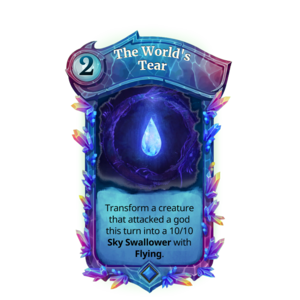 2
The World's
Tear
Transform a creature
that attacked a god
this turn into a 10/10
Sky Swallower with
Flying.